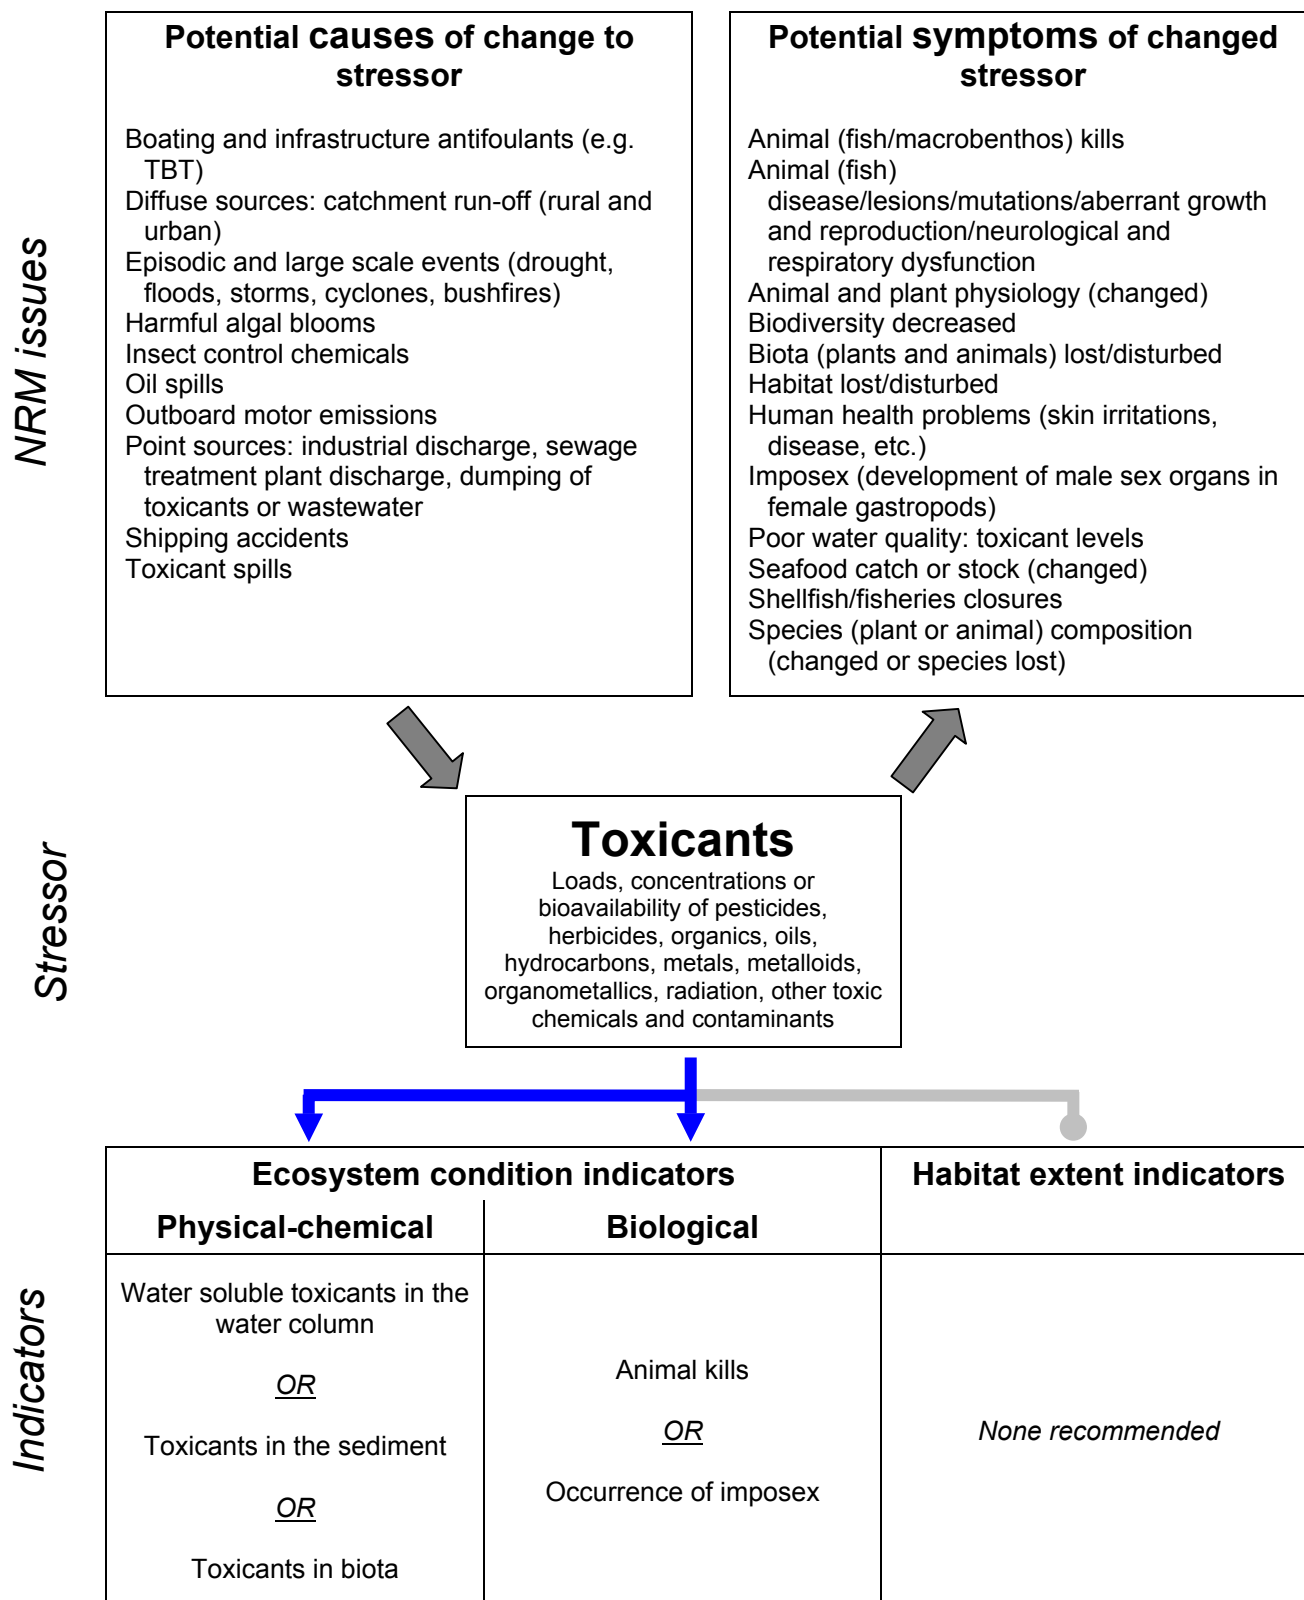 NRM issues
Potential causes of change to
stressor
Boating and infrastructure antifoulants (e.g.
TBT)
Diffuse sources: catchment run-off (rural and
urban)
Episodic and large scale events (drought,
floods, storms, cyclones, bushfires)
Harmful algal blooms
Insect control chemicals
Oil spills
Outboard motor emissions
Point sources: industrial discharge, sewage
treatment plant discharge, dumping of
toxicants or wastewater
Shipping accidents
Toxicant spills
Potential symptoms of changed
stressor
Animal (fish/macrobenthos) kills
Animal (fish)
disease/lesions/mutations/aberrant growth
and reproduction/neurological and
respiratory dysfunction
Animal and plant physiology (changed)
Biodiversity decreased
Biota (plants and animals) lost/disturbed
Habitat lost/disturbed
Human health problems (skin irritations,
disease, etc.)
Imposex (development of male sex organs in
female gastropods)
Poor water quality: toxicant levels
Seafood catch or stock (changed)
Shellfish/fisheries closures
Species (plant or animal) composition
(changed or species lost)
Stressor
Toxicants
Loads, concentrations or
bioavailability of pesticides,
herbicides, organics, oils,
hydrocarbons, metals, metalloids,
organometallics, radiation, other toxic
chemicals and contaminants
Indicators
Ecosystem condition indicators
Physical-chemical
Water soluble toxicants in the
water column
OR
Toxicants in the sediment
OR
Toxicants in biota
Biological
Animal kills
OR
Occurrence of imposex
Habitat extent indicators
None recommended